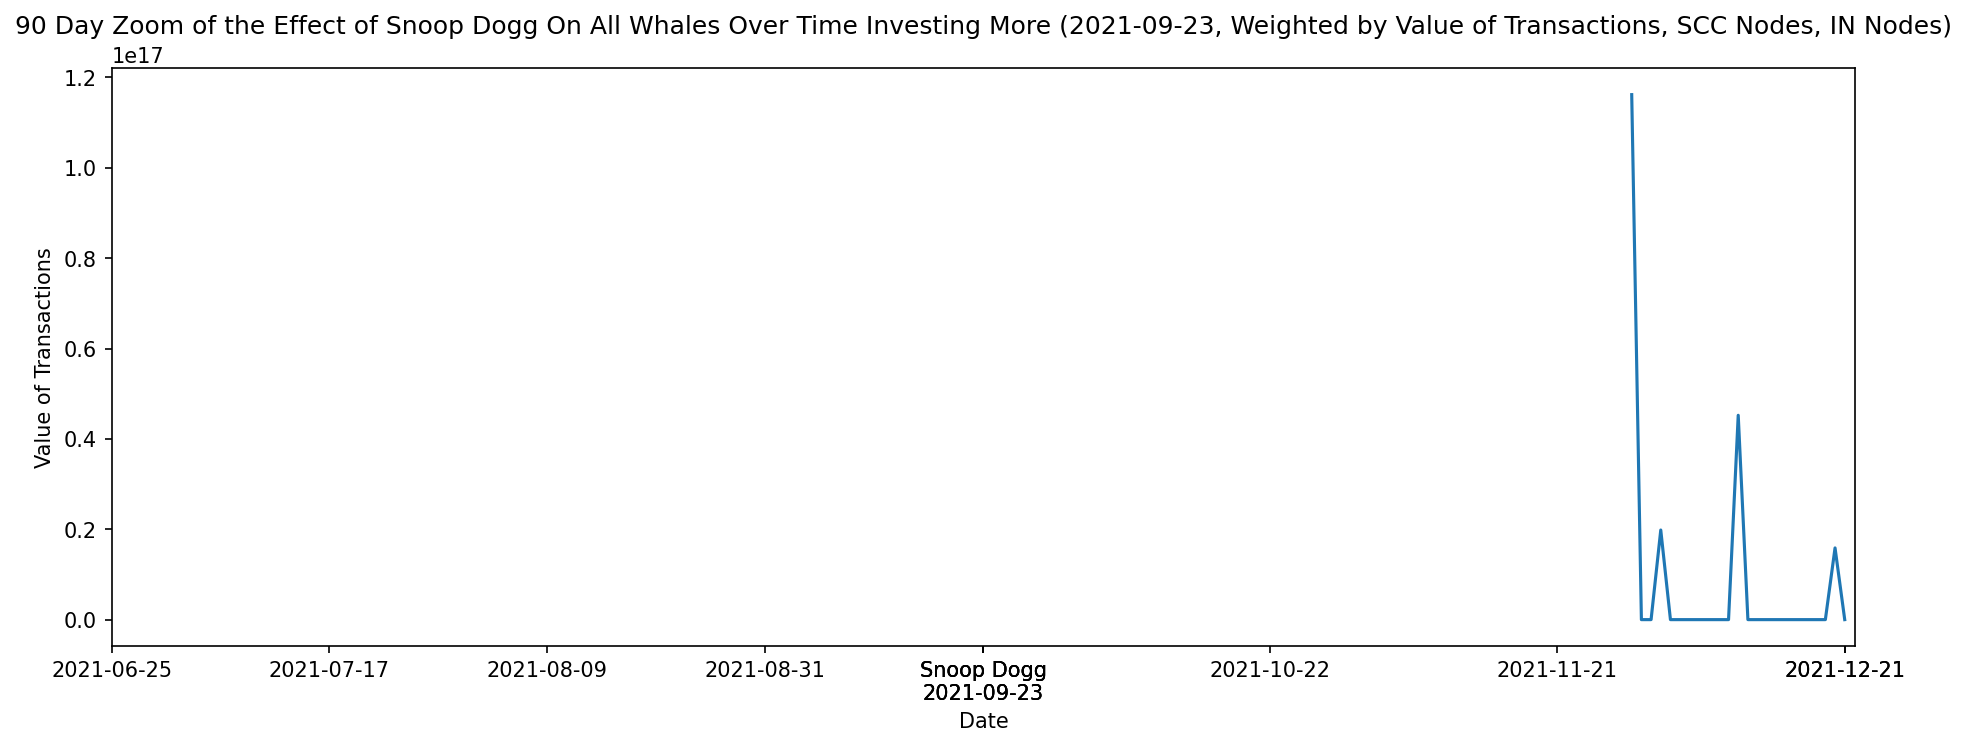 90 Day Zoom of the Effect of Snoop Dogg On All Whales Over Time Investing More (2021-09-23, Weighted by Value of Transactions, SCC Nodes, IN Nodes)
1e17
1.2
1.0
0.8
0.6
0.4
0.2
0.0
Value of Transactions
2021-06-25 2021-07-17 2021-08-09 2021-08-31 Snoop Dogg 2021-10-22 2021-11-21 2021-12-21
2021-09-23
Date